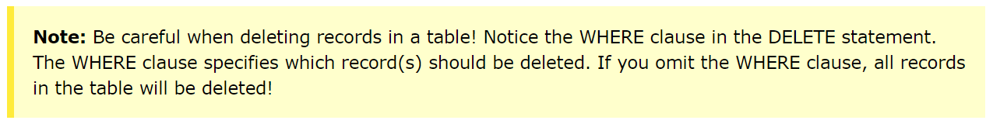 Note: Be careful when deleting records in a table! Notice the WHERE clause in the DELETE statement.
The WHERE clause specifies which record(s) should be deleted. If you omit the WHERE clause, all records
in the table will be deleted!